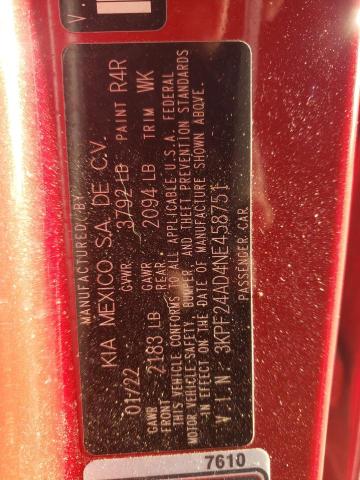 MANUFACTURED BY
KIA MEXICO S.A. DE C.V.
01/22 GVWR 3792 LB PAINT R4R
GAWR FRONT 2183 LB GAWR REAR 2094 LB TRIM WK
THIS VEHICLE CONFORMS TO ALL APPLICABLE U.S.A. FEDERAL
MOTOR VEHICLE SAFETY, BUMPER, AND THEFT PREVENTION STANDARDS
IN EFFECT ON THE DATE OF MANUFACTURE SHOWN ABOVE.
V.I.N: 3KPF24AD4NE458751
PASSENGER CAR
7610
V